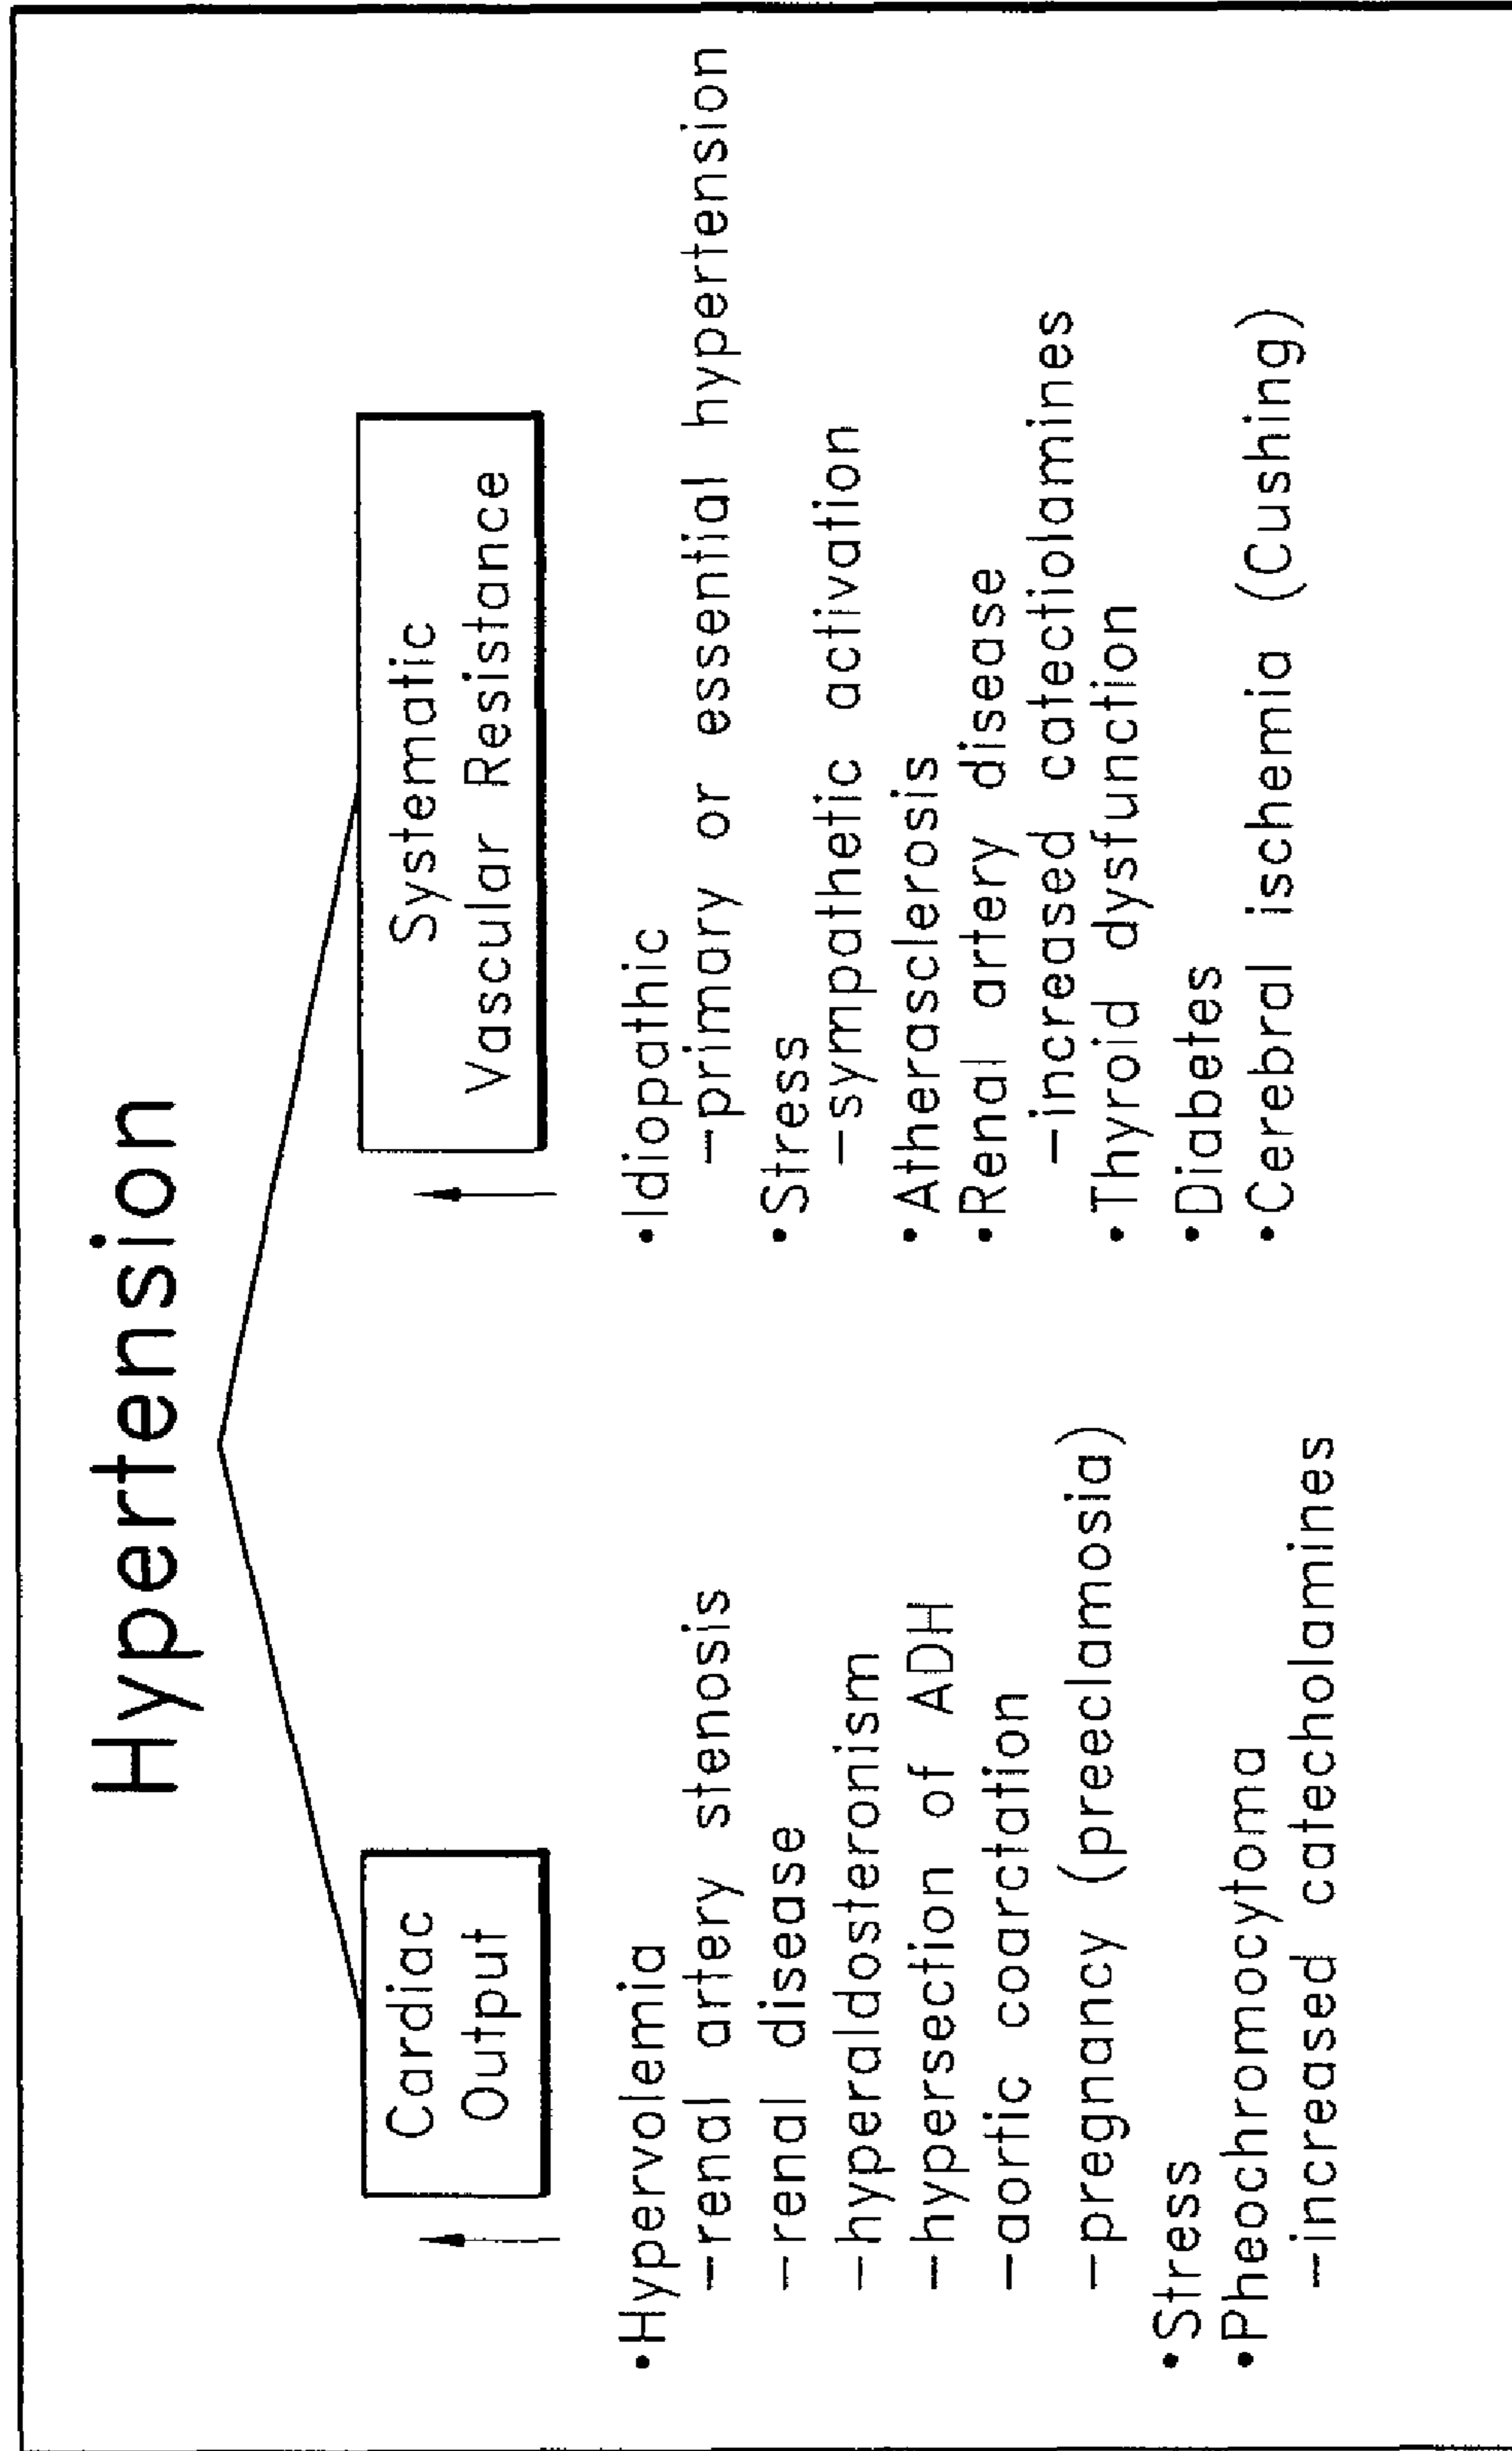 Hypertension
Cardiac
Output
•Hypervolemia
–renal artery stenosis
–renal disease
–hyperaldosteronism
–hypersection of ADH
–aortic coarctation
–pregnancy (preeclamosia)
•Stress
•Pheochromocytoma
–increased catecholamines
Systematic
Vascular Resistance
•Idiopathic
–primary or essential hypertension
•Stress
–sympathetic activation
•Atherasclerosis
•Renal artery disease
–increased catectiolamines
•Thyroid dysfunction
•Diabetes
•Cerebral ischemia (Cushing)